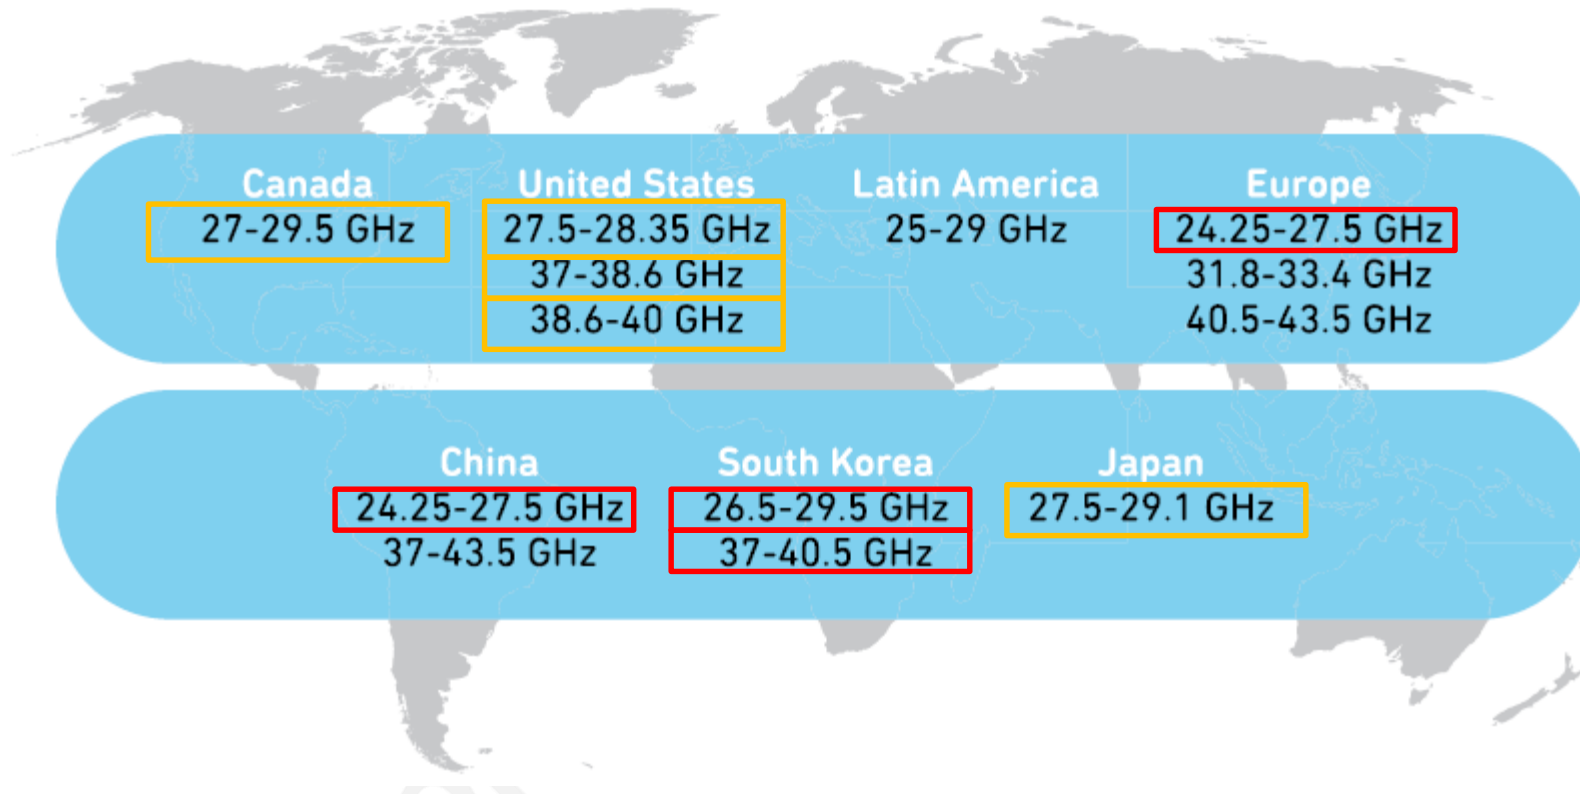 Canada
27-29.5 GHz
United States
27.5-28.35 GHz
37-38.6 GHz
38.6-40 GHz
Latin America
25-29 GHz
Europe
24.25-27.5 GHz
31.8-33.4 GHz
40.5-43.5 GHz
China
24.25-27.5 GHz
37-43.5 GHz
South Korea
26.5-29.5 GHz
37-40.5 GHz
Japan
27.5-29.1 GHz